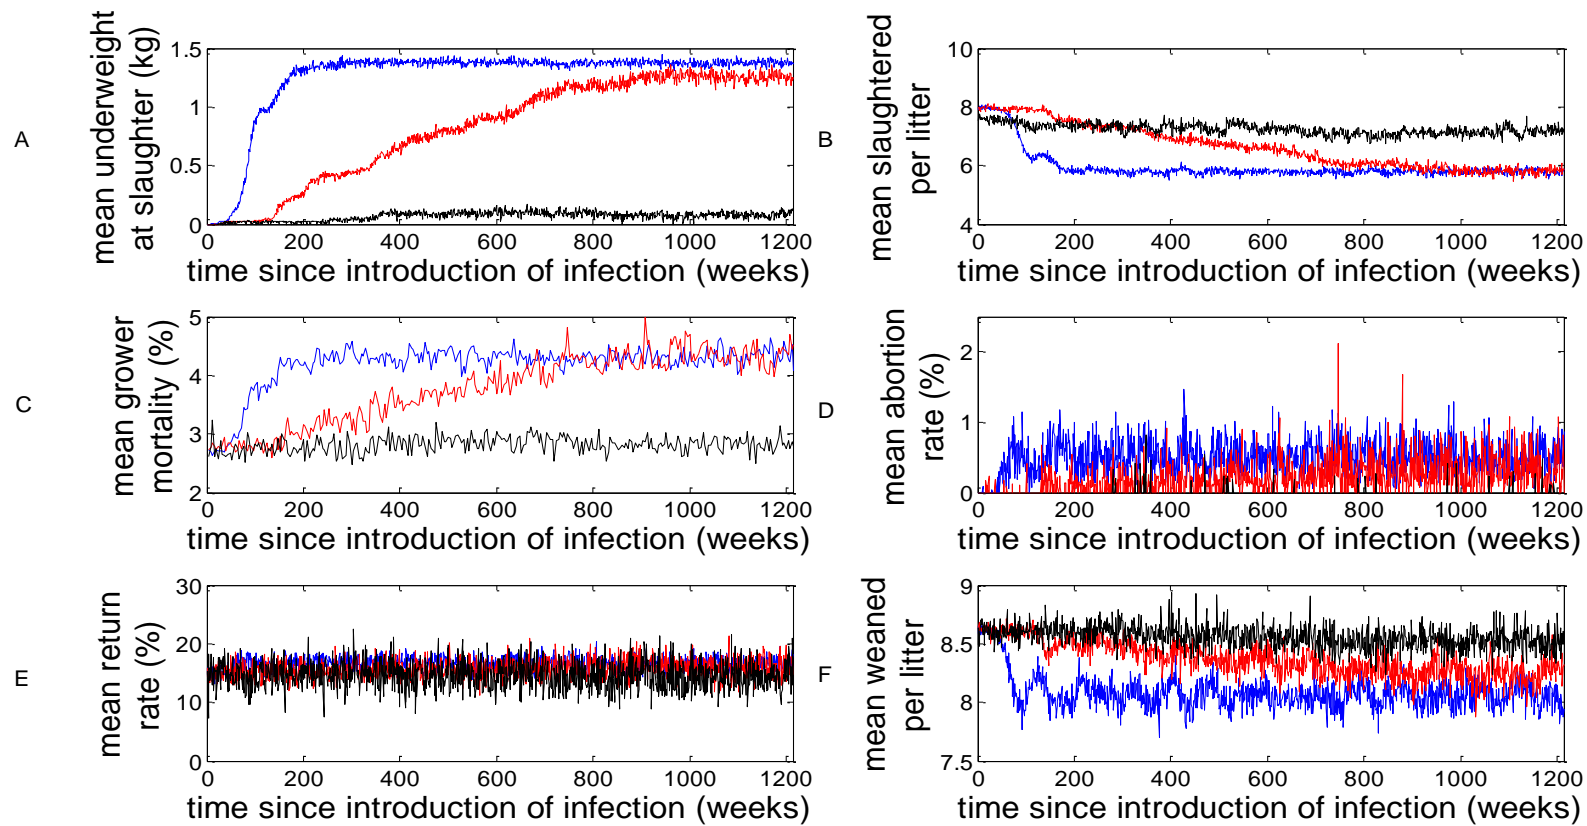 A
mean underweight
at slaughter (kg)
1.5
1
0.5
0
0 200 400 600 800 1000 1200
time since introduction of infection (weeks)
B
mean slaughtered
per litter
10
8
6
4
0 200 400 600 800 1000 1200
time since introduction of infection (weeks)
C
mean grower
mortality (%)
5
4
3
2
0 200 400 600 800 1000 1200
time since introduction of infection (weeks)
D
mean abortion
rate (%)
2
1
0
0 200 400 600 800 1000 1200
time since introduction of infection (weeks)
E
mean return
rate (%)
30
20
10
0
0 200 400 600 800 1000 1200
time since introduction of infection (weeks)
F
mean weaned
per litter
9
8.5
8
7.5
0 200 400 600 800 1000 1200
time since introduction of infection (weeks)